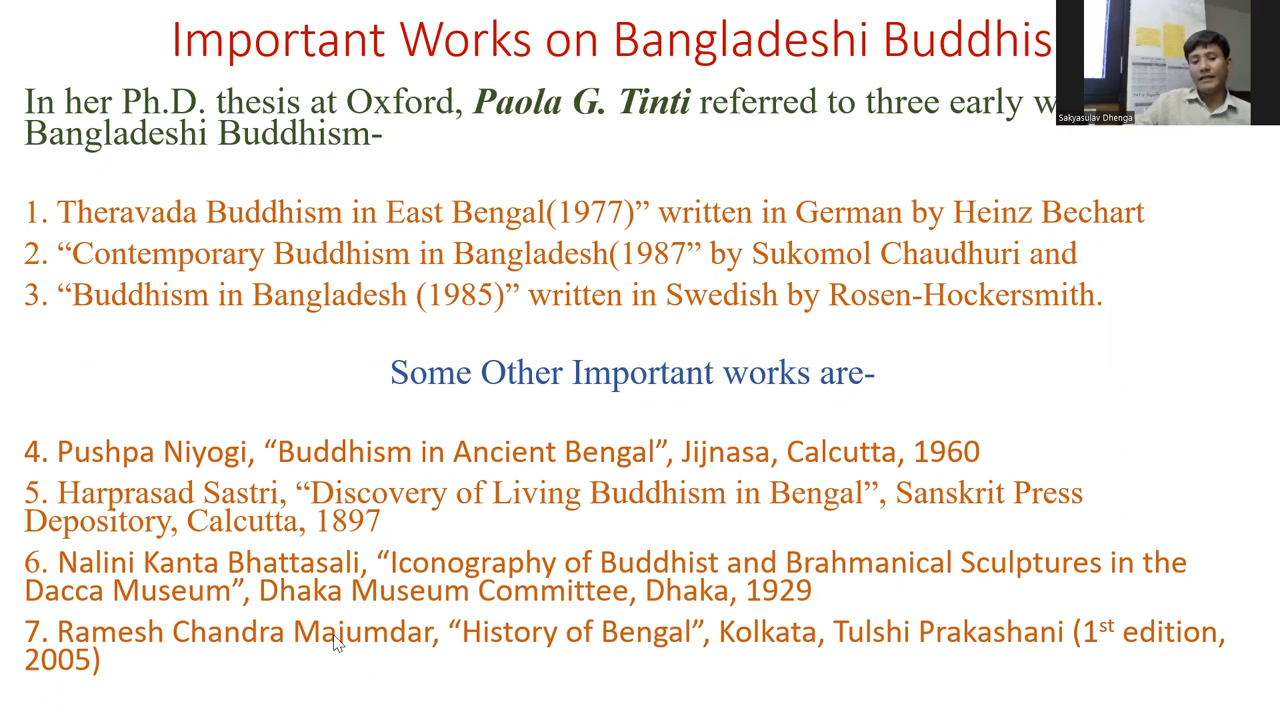 Important Works on Bangladeshi Buddhis
In her Ph.D. thesis at Oxford, Paola G. Tinti referred to three early w
Bangladeshi Buddhism-
Sakyasulav Dhenga
1. Theravada Buddhism in East Bengal(1977)” written in German by Heinz Bechart
2. “Contemporary Buddhism in Bangladesh(1987” by Sukomol Chaudhuri and
3. “Buddhism in Bangladesh (1985)” written in Swedish by Rosen-Hockersmith.
Some Other Important works are-
4. Pushpa Niyogi, “Buddhism in Ancient Bengal”, Jijnasa, Calcutta, 1960
5. Harprasad Sastri, “Discovery of Living Buddhism in Bengal”, Sanskrit Press
Depository, Calcutta, 1897
6. Nalini Kanta Bhattasali, “Iconography of Buddhist and Brahmanical Sculptures in the
Dacca Museum”, Dhaka Museum Committee, Dhaka, 1929
7. Ramesh Chandra Majumdar, “History of Bengal”, Kolkata, Tulshi Prakashani (1st edition,
2005)